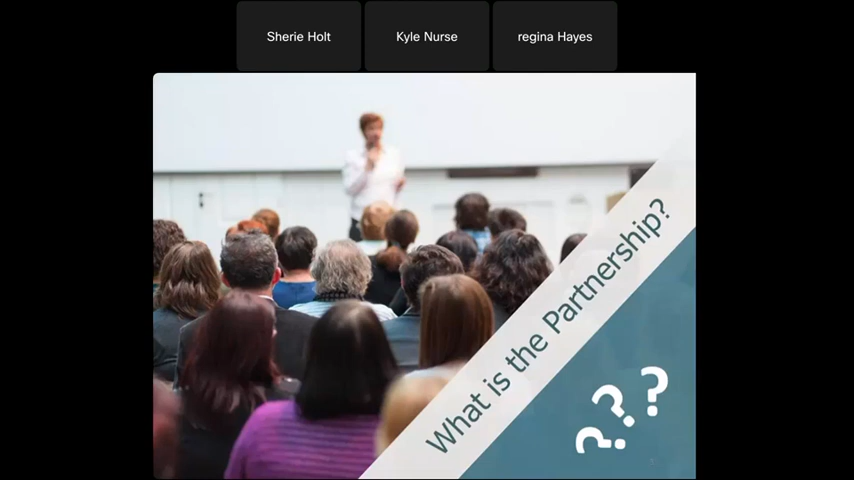 Sherie Holt
Kyle Nurse
regina Hayes
What is the Partnership?
???